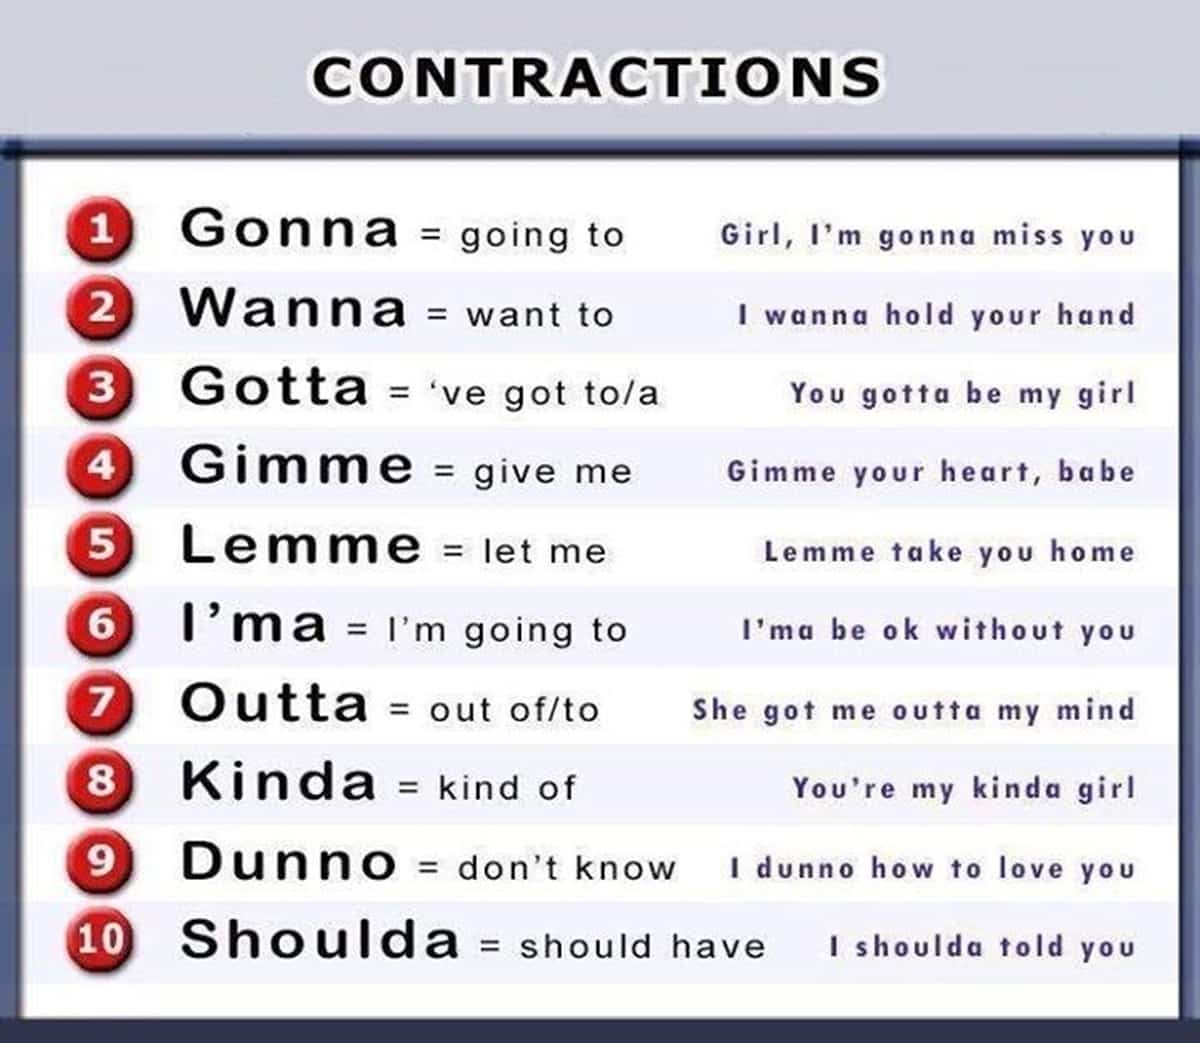 CONTRACTIONS
1 Gonna = going to Girl, I'm gonna miss you
2 Wanna = want to I wanna hold your hand
3 Gotta = ‘ve got to/a You gotta be my girl
4 Gimme = give me Gimme your heart, babe
5 Lemme = let me Lemme take you home
6 I’ma = I’m going to I’ma be ok without you
7 Outta = out of/to She got me outta my mind
8 Kinda = kind of You’re my kinda girl
9 Dunno = don’t know I dunno how to love you
10 Shoulda = should have I shoulda told you